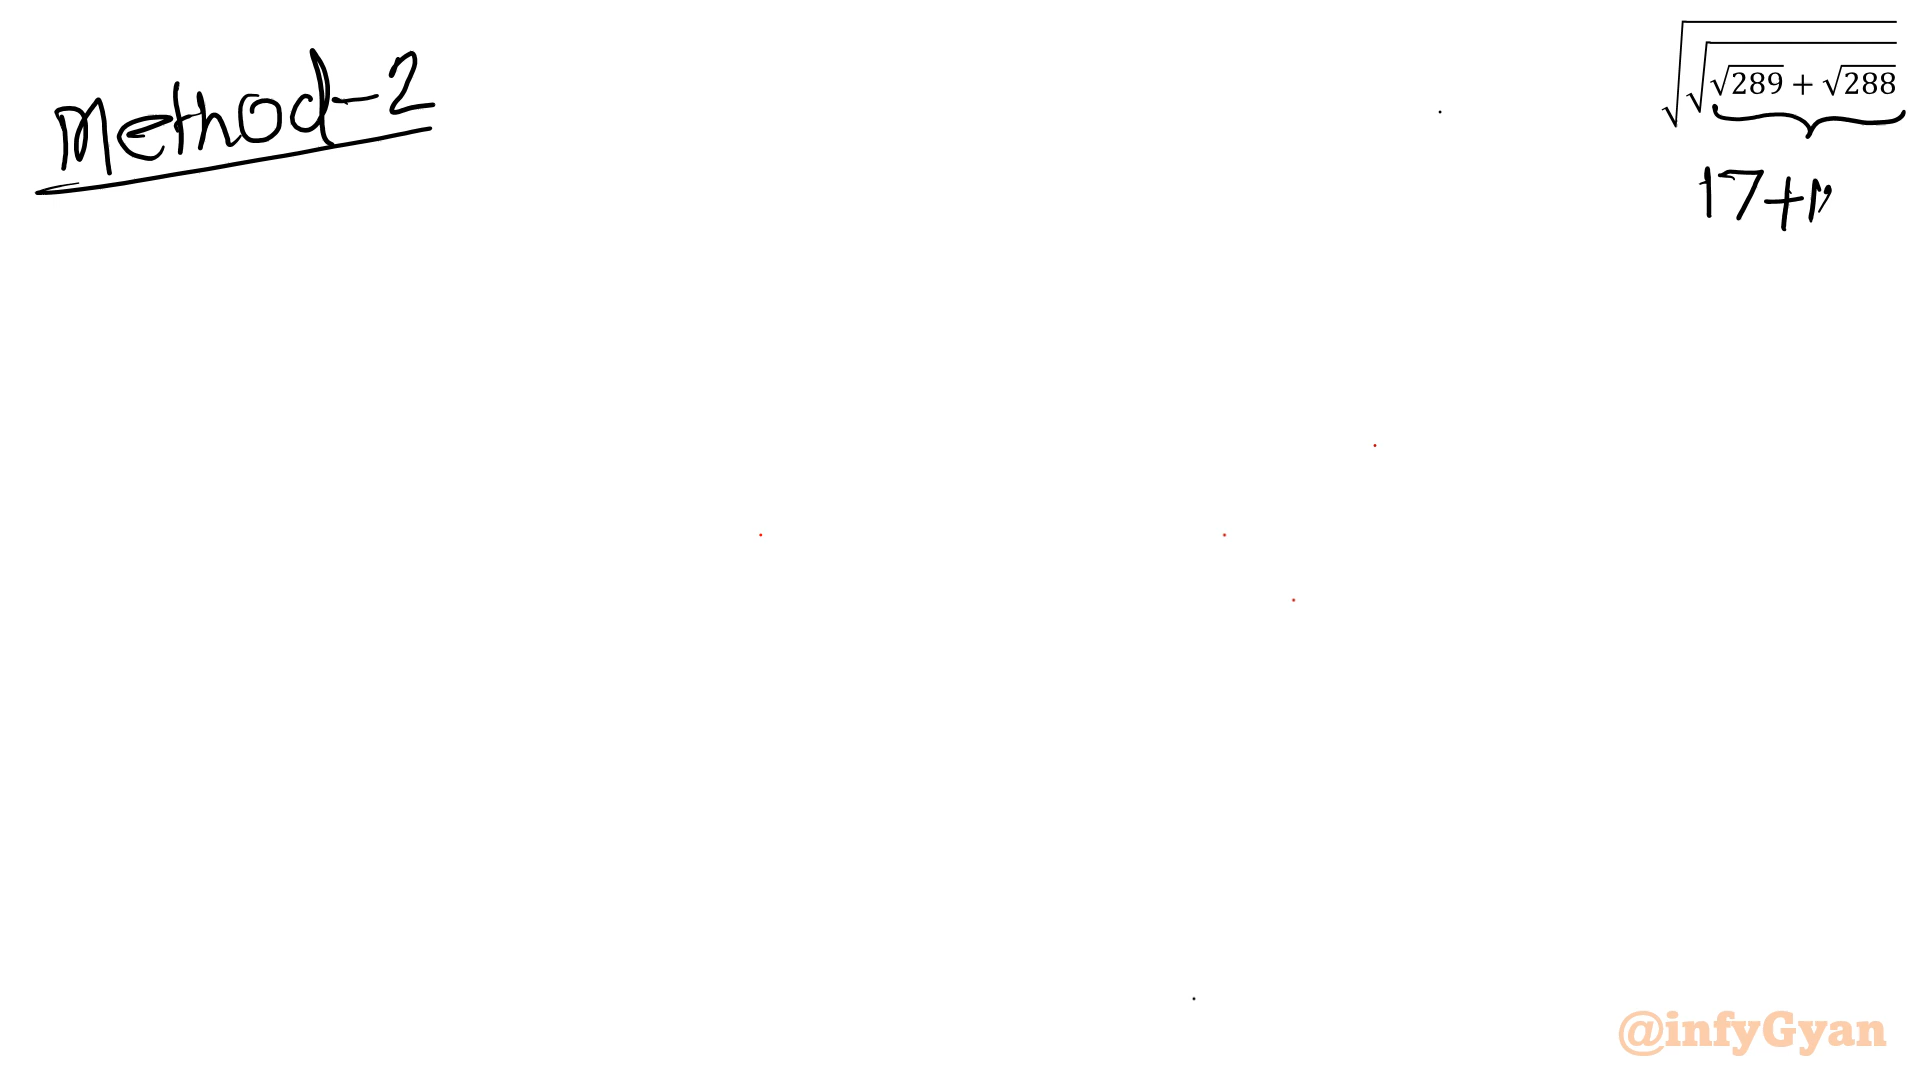 Method-2
√√√289 + √288
17+1
@infyGyan